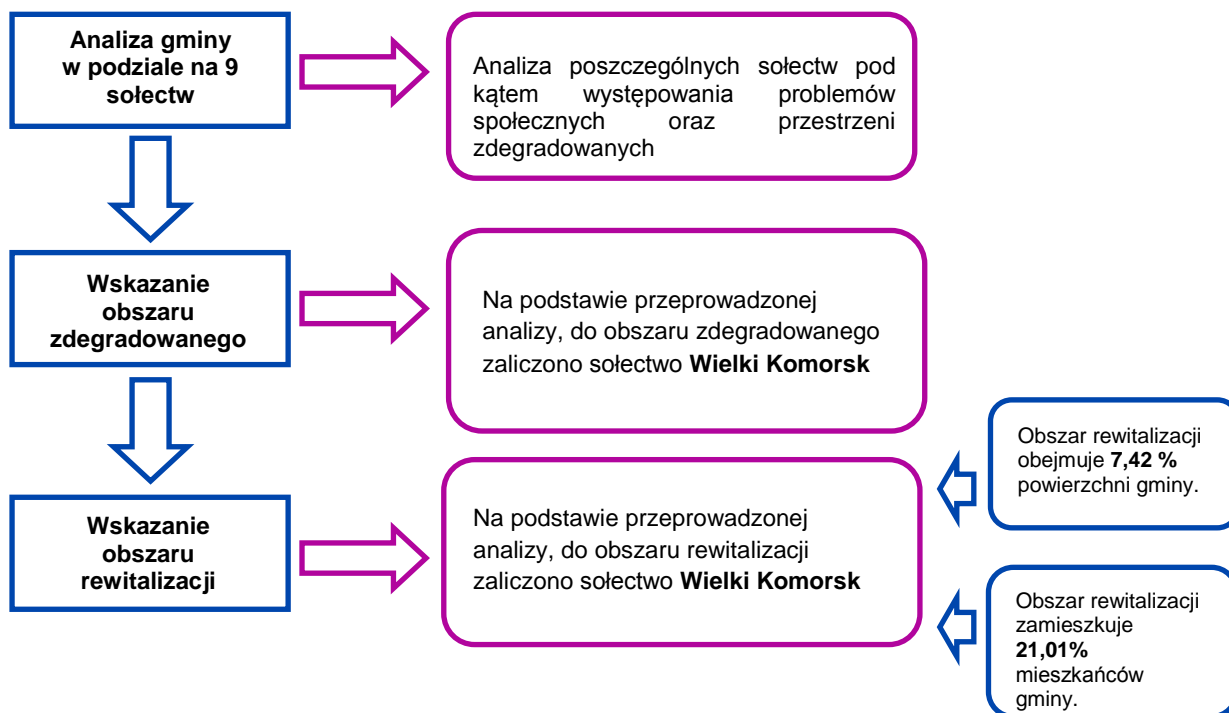 Analiza gminy
w podziale na 9
sołectw
Analiza poszczególnych sołectw pod
kątem występowania problemów
społecznych oraz przestrzeni
zdegradowanych
Wskazanie
obszaru
zdegradowanego
Na podstawie przeprowadzonej
analizy, do obszaru zdegradowanego
zaliczono sołectwo Wielki Komorsk
Wskazanie
obszaru
rewitalizacji
Na podstawie przeprowadzonej
analizy, do obszaru rewitalizacji
zaliczono sołectwo Wielki Komorsk
Obszar rewitalizacji
obejmuje 7,42 %
powierzchni gminy.
Obszar rewitalizacji
zamieszkuje
21,01%
mieszkańców
gminy.